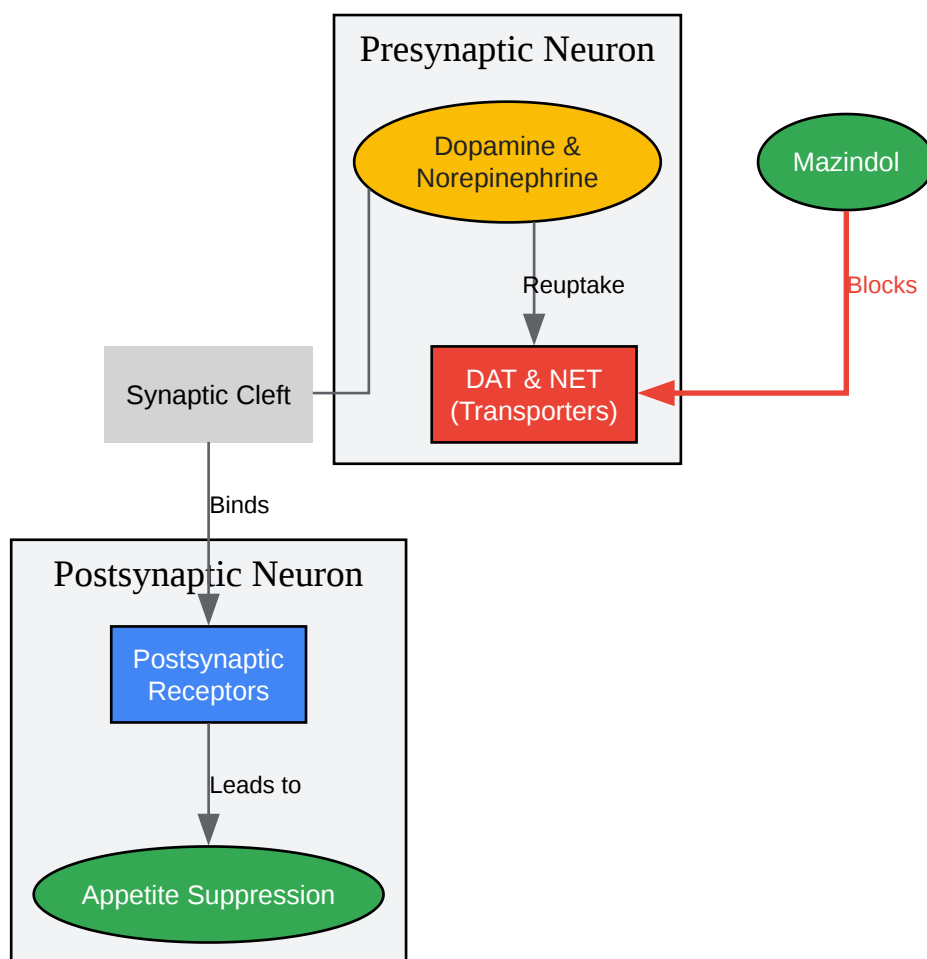 Presynaptic Neuron
Dopamine &
Norepinephrine
Mazindol
Reuptake
Blocks
DAT & NET
(Transporters)
Synaptic Cleft
Binds
Postsynaptic Neuron
Postsynaptic
Receptors
Leads to
Appetite Suppression